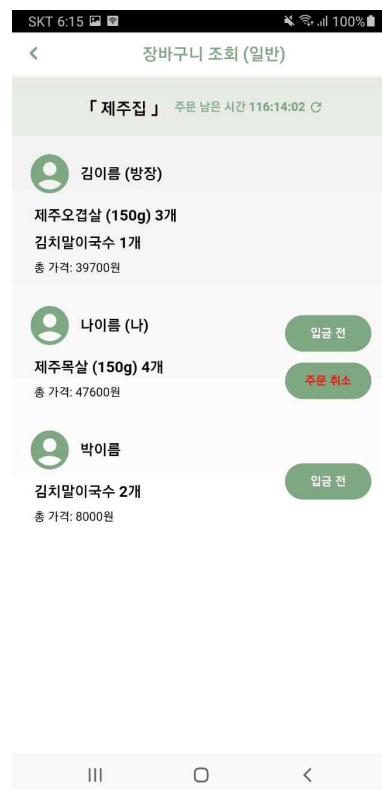 SKT 6:15 100%
장바구니 조회 (일반)
「 제주집 」 주문 남은 시간 116:14:02
김이름 (방장)
제주오겹살 (150g) 3개
김치말이국수 1개
총 가격: 39700원
나이름 (나)
입금 전
제주목살 (150g) 4개
주문 취소
총 가격: 47600원
박이름
입금 전
김치말이국수 2개
총 가격: 8000원